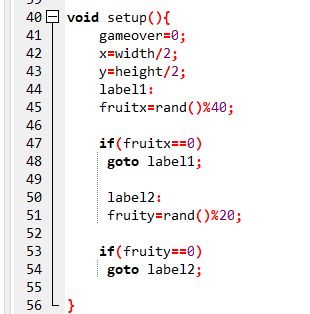 40 void setup(){
41 gameover=0;
42 x=width/2;
43 y=height/2;
44 label1:
45 fruitx=rand()%40;
46
47 if(fruitx==0)
48 goto label1;
49
50 label2:
51 fruity=rand()%20;
52
53 if(fruity==0)
54 goto label2;
55
56 }